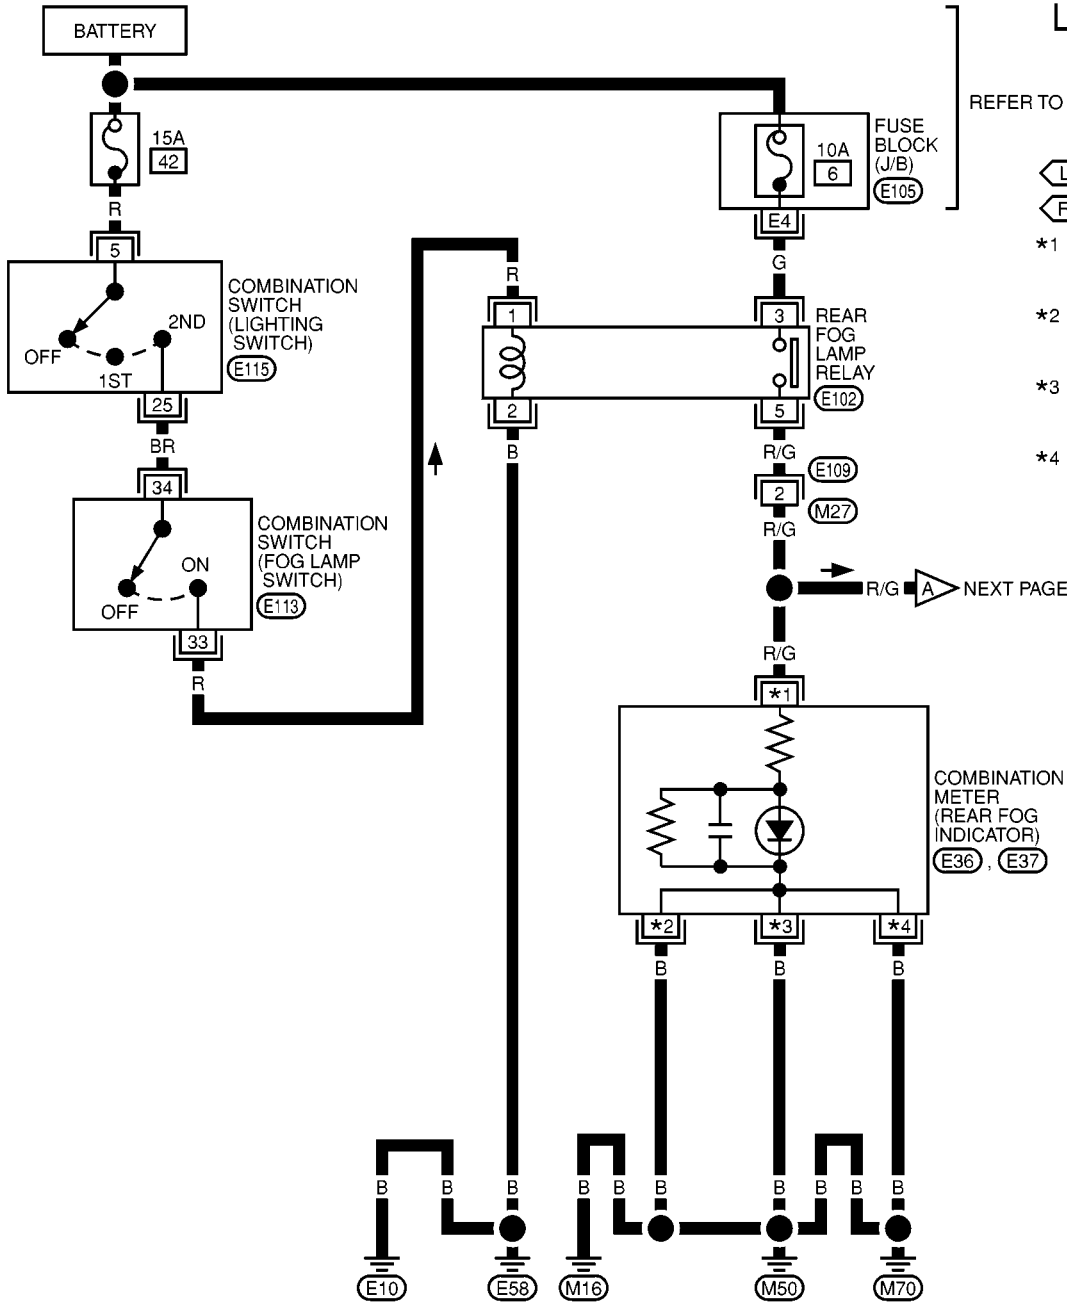 BATTERY
REFER TO
15A
42
10A
6
FUSE
BLOCK
(J/B)
E105
R
E4
5
G
*1
R
COMBINATION
SWITCH
(LIGHTING
SWITCH)
E115
2ND
OFF
1ST
1
3
REAR
FOG
LAMP
RELAY
E102
*2
*3
25
2
5
BR
B
R/G
E109
*4
34
2
M27
R/G
COMBINATION
SWITCH
(FOG LAMP
SWITCH)
E113
ON
OFF
R/G
A
NEXT PAGE
33
R/G
R
*1
COMBINATION
METER
(REAR FOG
INDICATOR)
E36 , E37
*2
*3
*4
B
B
B
B
B
B
B
B
B
B
B
B
B
E10
E58
M16
M50
M70